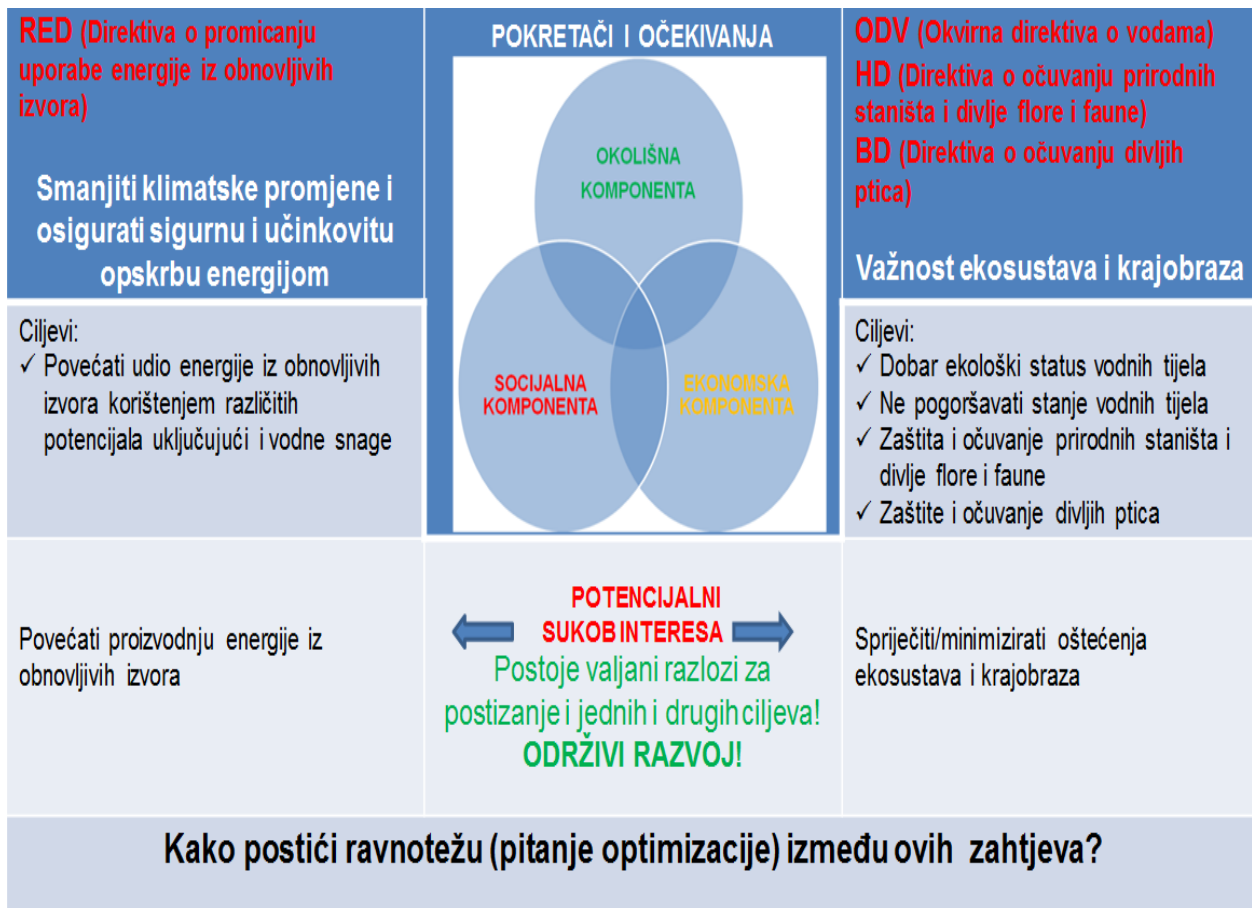 RED (Direktiva o promicanju
uporabe energije iz obnovljivih
izvora)
Smanjiti klimatske promjene i
osigurati sigurnu i učinkovitu
opskrbu energijom
POKRETAČI I OČEKIVANJA
OKOLIŠNA
KOMPONENTA
SOCIJALNA
KOMPONENTA
EKONOMSKA
KOMPONENTA
ODV (Okvirna direktiva o vodama)
HD (Direktiva o očuvanju prirodnih
staništa i divlje flore i faune)
BD (Direktiva o očuvanju divljih
ptica)
Važnost ekosustava i krajobraza
Ciljevi:
✓ Povećati udio energije iz obnovljivih
izvora korištenjem različitih
potencijala uključujući i vodne snage
Ciljevi:
✓ Dobar ekološki status vodnih tijela
✓ Ne pogoršavati stanje vodnih tijela
✓ Zaštita i očuvanje prirodnih staništa i
divlje flore i faune
✓ Zaštite i očuvanje divljih ptica
Povećati proizvodnju energije iz
obnovljivih izvora
POTENCIJALNI
SUKOB INTERESA
Postoje valjani razlozi za
postizanje i jednih i drugih ciljeva!
ODRŽIVI RAZVOJ!
Spriječiti/minimizirati oštećenja
ekosustava i krajobraza
Kako postići ravnotežu (pitanje optimizacije) između ovih zahtjeva?